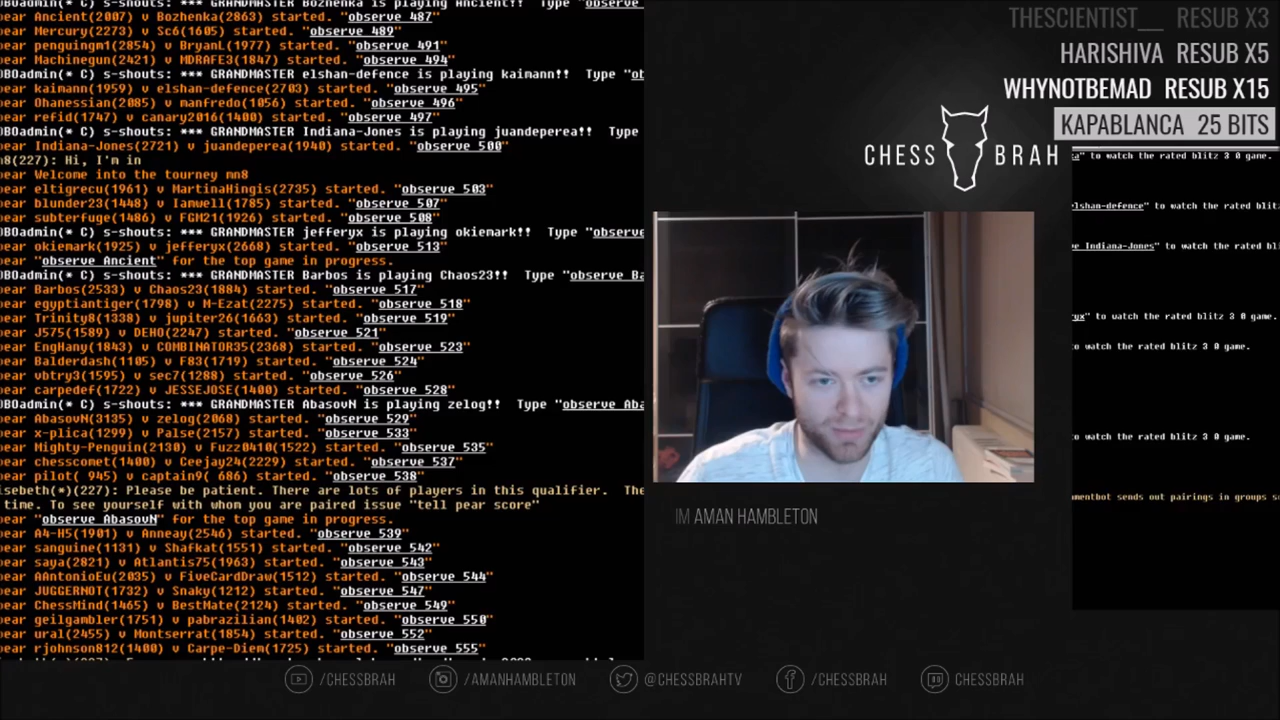 admin(* C) s-shouts: *** GRANDMASTER Bozhenka is playing Ancient!! Type "observe
ear Ancient(2007) v Bozhenka(2863) started. "observe 487"
ear Mercury(2273) v Sc6(1605) started. "observe 489"
ear penguingm1(2854) v BryanL(1977) started. "observe 491"
ear Machinegun(2421) v MDRAFE3(1847) started. "observe 494"
admin(* C) s-shouts: *** GRANDMASTER elshan-defence is playing kaimann!! Type "o
ear kaimann(1959) v elshan-defence(2703) started. "observe 495"
ear Ohanessian(2085) v manfredo(1056) started. "observe 496"
ear refid(1747) v canary2016(1400) started. "observe 497"
admin(* C) s-shouts: *** GRANDMASTER Indiana-Jones is playing juandeperea!! Type
ear Indiana-Jones(2721) v juandeperea(1940) started. "observe 500"
n8(227): Hi, I'm in
ear Welcome into the tourney mn8
ear eltigrecu(1961) v MartinaHingis(2735) started. "observe 503"
ear blunder23(1448) v Iamwell(1785) started. "observe 507"
ear subterfuge(1486) v FGM21(1926) started. "observe 508"
admin(* C) s-shouts: *** GRANDMASTER jefferyx is playing okiemark!! Type "observe
ear okiemark(1925) v jefferyx(2668) started. "observe 513"
ear "observe Ancient" for the top game in progress.
admin(* C) s-shouts: *** GRANDMASTER Barbos is playing Chaos23!! Type "observe Ba
ear Barbos(2533) v Chaos23(1884) started. "observe 517"
ear egyptiantiger(1798) v M-Ezat(2275) started. "observe 518"
ear Trinity8(1338) v jupiter26(1663) started. "observe 519"
ear J575(1589) v DEHO(2247) started. "observe 521"
ear EngHany(1843) v COMBINATOR35(2368) started. "observe 523"
ear Balderdash(1105) v F83(1719) started. "observe 524"
ear vbtry3(1595) v sec7(1288) started. "observe 526"
ear carpedef(1722) v JESSEJOSE(1400) started. "observe 528"
admin(* C) s-shouts: *** GRANDMASTER AbasovN is playing zelog!! Type "observe Aba
ear AbasovN(3135) v zelog(2068) started. "observe 529"
ear x-plica(1299) v Palse(2157) started. "observe 533"
ear Mighty-Penguin(2130) v Fuzz0410(1522) started. "observe 535"
ear chesscomet(1400) v Ceejay24(2229) started. "observe 537"
ear pilot( 945) v captain9( 686) started. "observe 538"
isebeth(*)(227): Please be patient. There are lots of players in this qualifier. The
time. To see yourself with whom you are paired issue "tell pear score"
ear "observe AbasovN" for the top game in progress.
ear A4-H5(1901) v Anneay(2546) started. "observe 539"
ear sanguine(1131) v Shafkat(1551) started. "observe 542"
ear saya(2821) v Atlantis75(1963) started. "observe 543"
ear AAntonioEu(2035) v FiveCardDraw(1512) started. "observe 544"
ear JUGGERNOT(1732) v Snaky(1212) started. "observe 547"
ear ChessMind(1465) v BestMate(2124) started. "observe 549"
ear geilgambler(1751) v pabrazilian(1402) started. "observe 550"
ear ural(2455) v Montserrat(1854) started. "observe 552"
ear rjohnson812(1400) v Carpe-Diem(1725) started. "observe 555"
THESCIENTIST__ RESUB X3
HARISHIVA RESUB X5
WHYNOTBEMAD RESUB X15
KAPABLANCA 25 BITS
CHESS BRAH
" to watch the rated blitz 3 0 game.
elshan-defence" to watch the rated blitz
e Indiana-Jones" to watch the rated bli
yx" to watch the rated blitz 3 0 game.
to watch the rated blitz 3 0 game.
to watch the rated blitz 3 0 game.
mentbot sends out pairings in groups s
IM AMAN HAMBLETON
/CHESSBRAH
/AMANHAMBLETON
@CHESSBRAHTV
/CHESSBRAH
CHESSBRAH